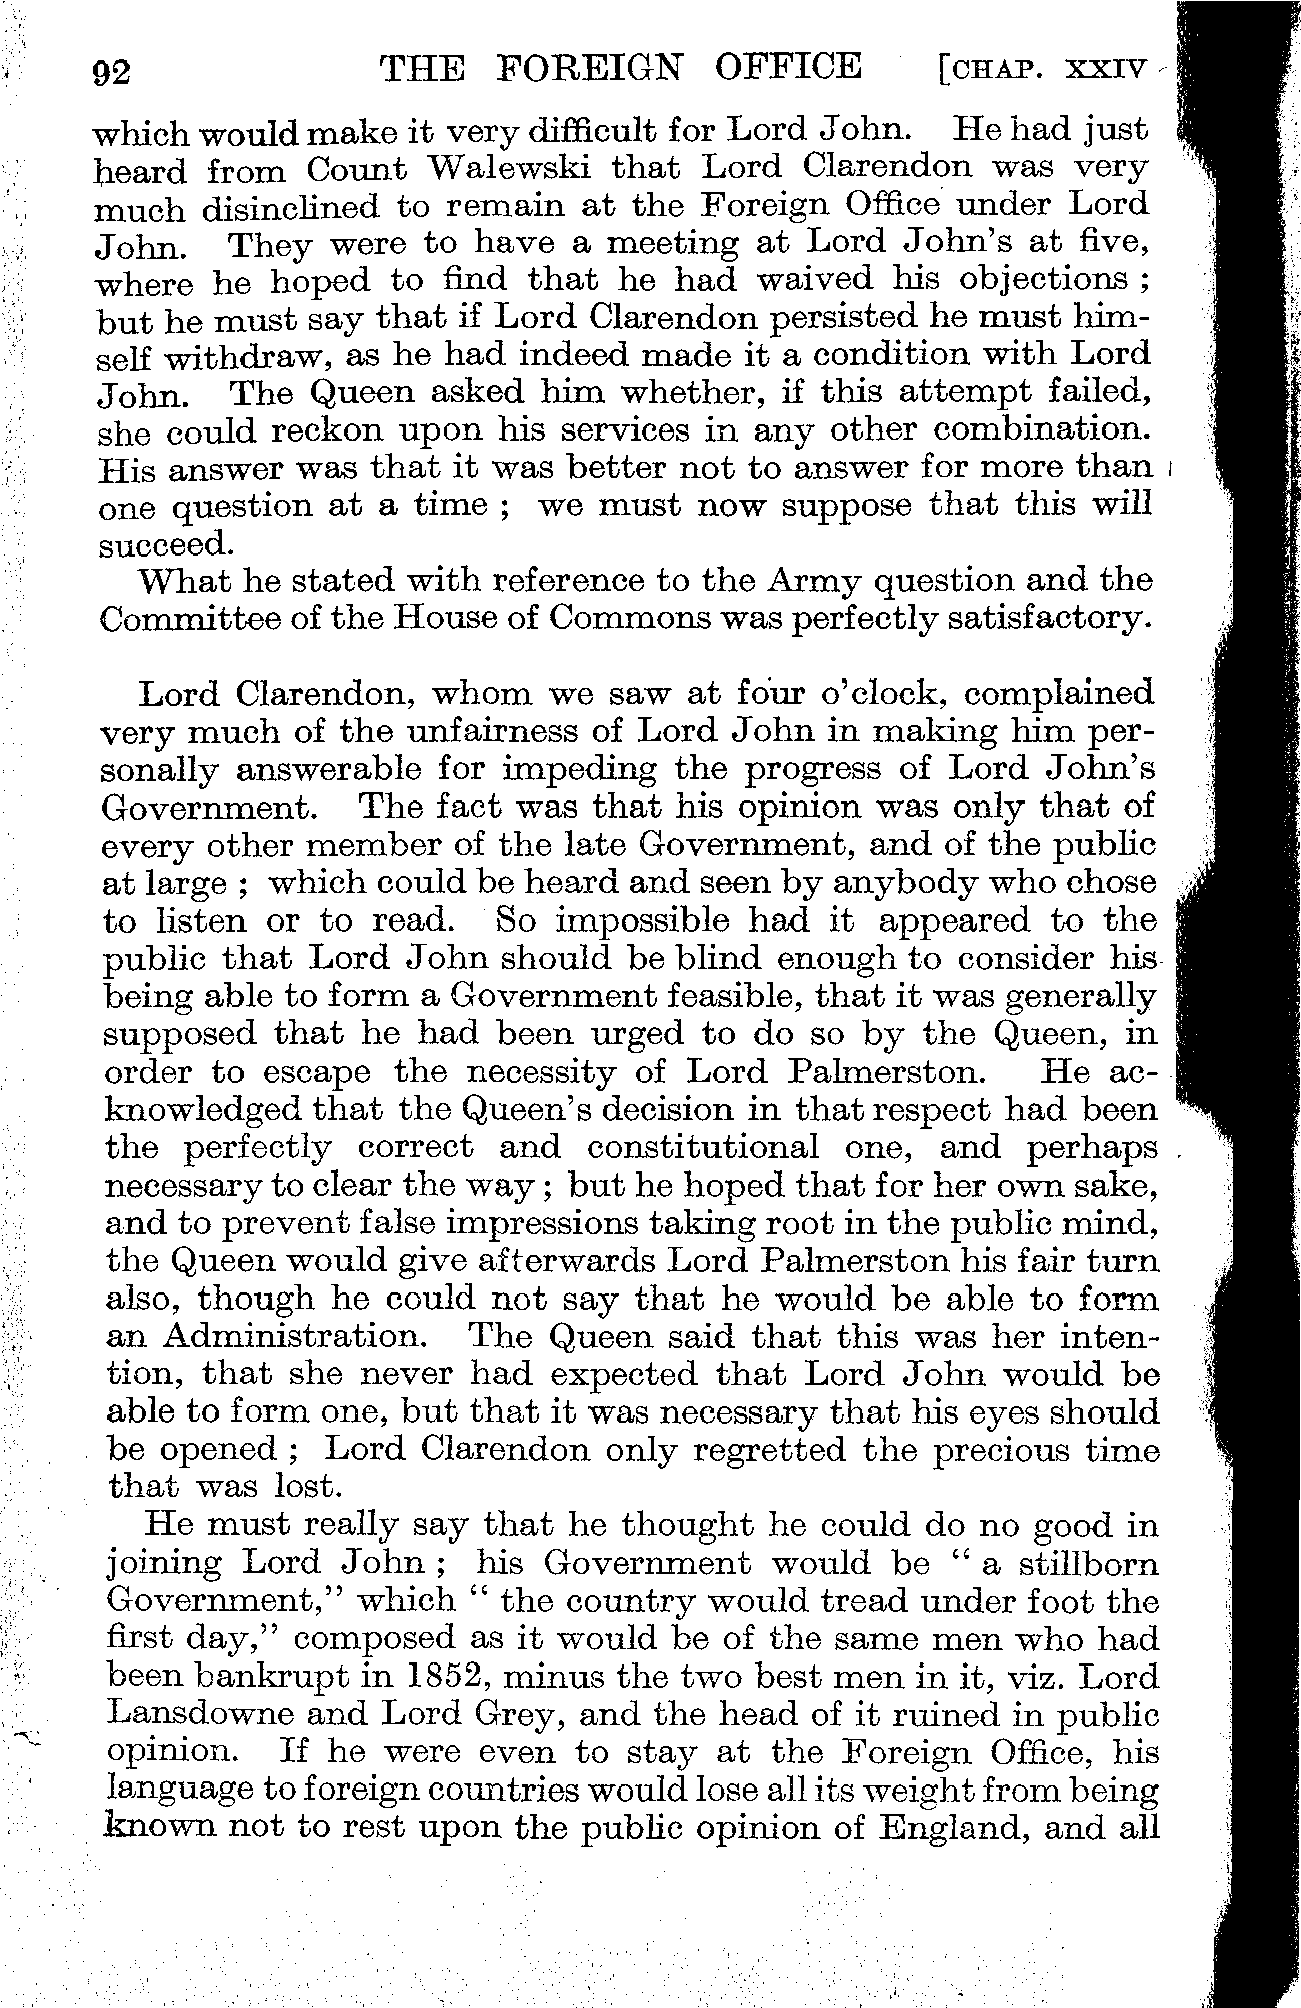 92 THE FOREIGN OFFICE [CHAP. XXIV
which would make it very difficult for Lord John. He had just
heard from Count Walewski that Lord Clarendon was very
much disinclined to remain at the Foreign Office under Lord
John. They were to have a meeting at Lord John's at five,
where he hoped to find that he had waived his objections ;
but he must say that if Lord Clarendon persisted he must him-
self withdraw, as he had indeed made it a condition with Lord
John. The Queen asked him whether, if this attempt failed,
she could reckon upon his services in any other combination.
His answer was that it was better not to answer for more than
one question at a time ; we must now suppose that this will
succeed.
What he stated with reference to the Army question and the
Committee of the House of Commons was perfectly satisfactory.
Lord Clarendon, whom we saw at four o'clock, complained
very much of the unfairness of Lord John in making him per-
sonally answerable for impeding the progress of Lord John's
Government. The fact was that his opinion was only that of
every other member of the late Government, and of the public
at large ; which could be heard and seen by anybody who chose
to listen or to read. So impossible had it appeared to the
public that Lord John should be blind enough to consider his
being able to form a Government feasible, that it was generally
supposed that he had been urged to do so by the Queen, in
order to escape the necessity of Lord Palmerston. He ac-
knowledged that the Queen's decision in that respect had been
the perfectly correct and constitutional one, and perhaps
necessary to clear the way ; but he hoped that for her own sake,
and to prevent false impressions taking root in the public mind,
the Queen would give afterwards Lord Palmerston his fair turn
also, though he could not say that he would be able to form
an Administration. The Queen said that this was her inten-
tion, that she never had expected that Lord John would be
able to form one, but that it was necessary that his eyes should
be opened ; Lord Clarendon only regretted the precious time
that was lost.
He must really say that he thought he could do no good in
joining Lord John ; his Government would be " a stillborn
Government," which " the country would tread under foot the
first day," composed as it would be of the same men who had
been bankrupt in 1852, minus the two best men in it, viz. Lord
Lansdowne and Lord Grey, and the head of it ruined in public
opinion. If he were even to stay at the Foreign Office, his
language to foreign countries would lose all its weight from being
known not to rest upon the public opinion of England, and all